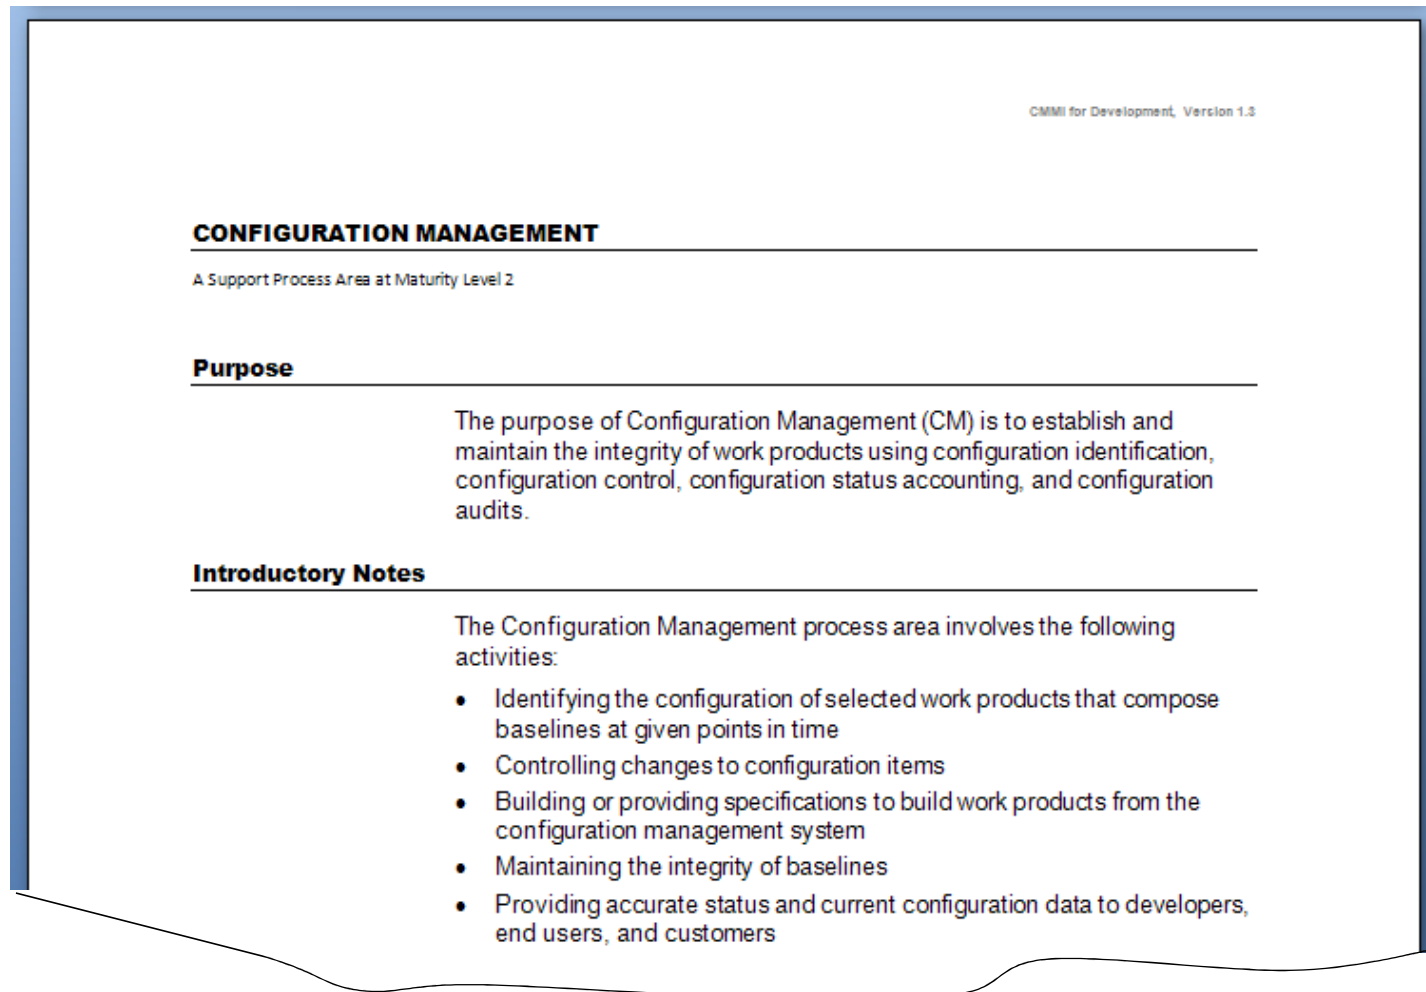 CMMI for Development, Version 1.3
CONFIGURATION MANAGEMENT
A Support Process Area at Maturity Level 2
Purpose
The purpose of Configuration Management (CM) is to establish and
maintain the integrity of work products using configuration identification,
configuration control, configuration status accounting, and configuration
audits.
Introductory Notes
The Configuration Management process area involves the following
activities:
• Identifying the configuration of selected work products that compose
baselines at given points in time
• Controlling changes to configuration items
• Building or providing specifications to build work products from the
configuration management system
• Maintaining the integrity of baselines
• Providing accurate status and current configuration data to developers,
end users, and customers